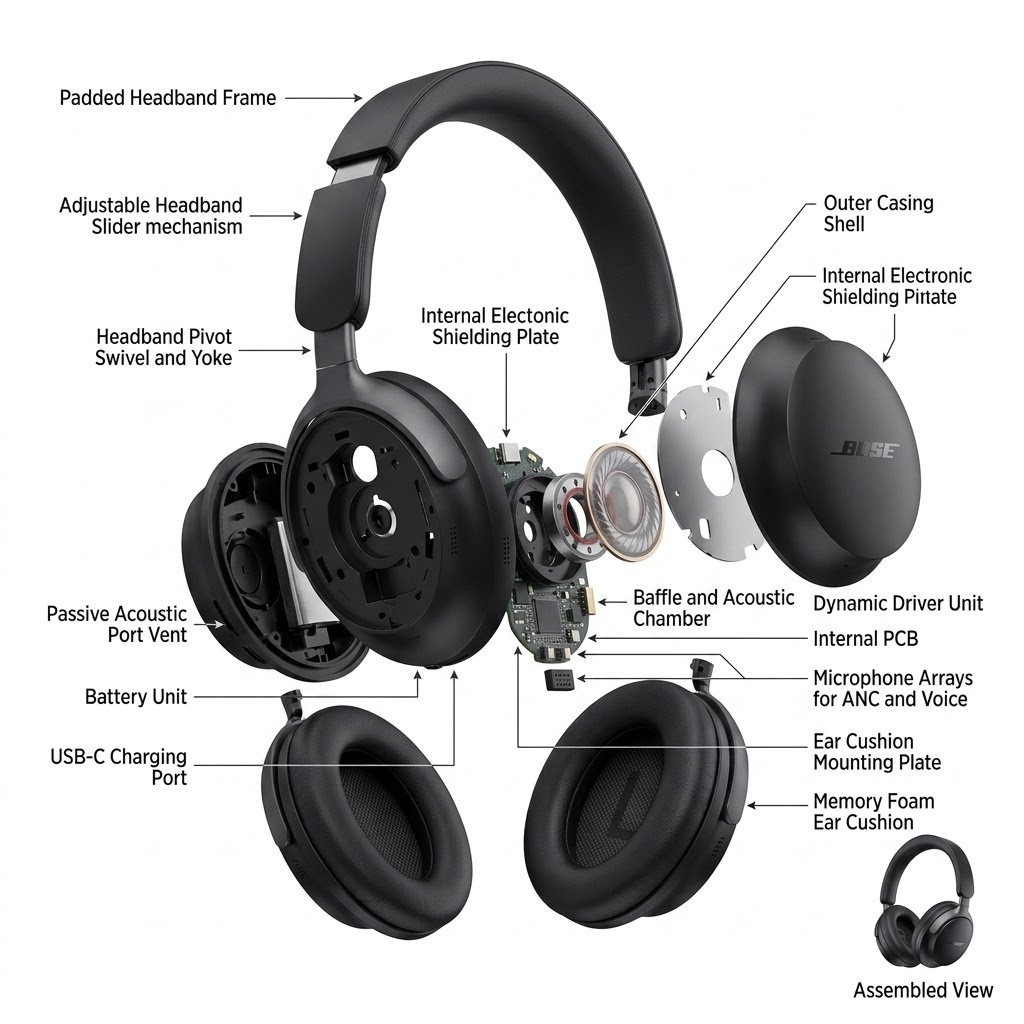 Padded Headband Frame
Adjustable Headband
Slider mechanism
Outer Casing
Shell
Internal Electronic
Shielding Pirtate
Internal Electonic
Shielding Plate
Headband Pivot
Swivel and Yoke
BOSE
Passive Acoustic
Port Vent
Baffle and Acoustic
Chamber
Dynamic Driver Unit
Internal PCB
Microphone Arrays
for ANC and Voice
Battery Unit
USB-C Charging
Port
Ear Cushion
Mounting Plate
Memory Foam
Ear Cushion
Assembled View